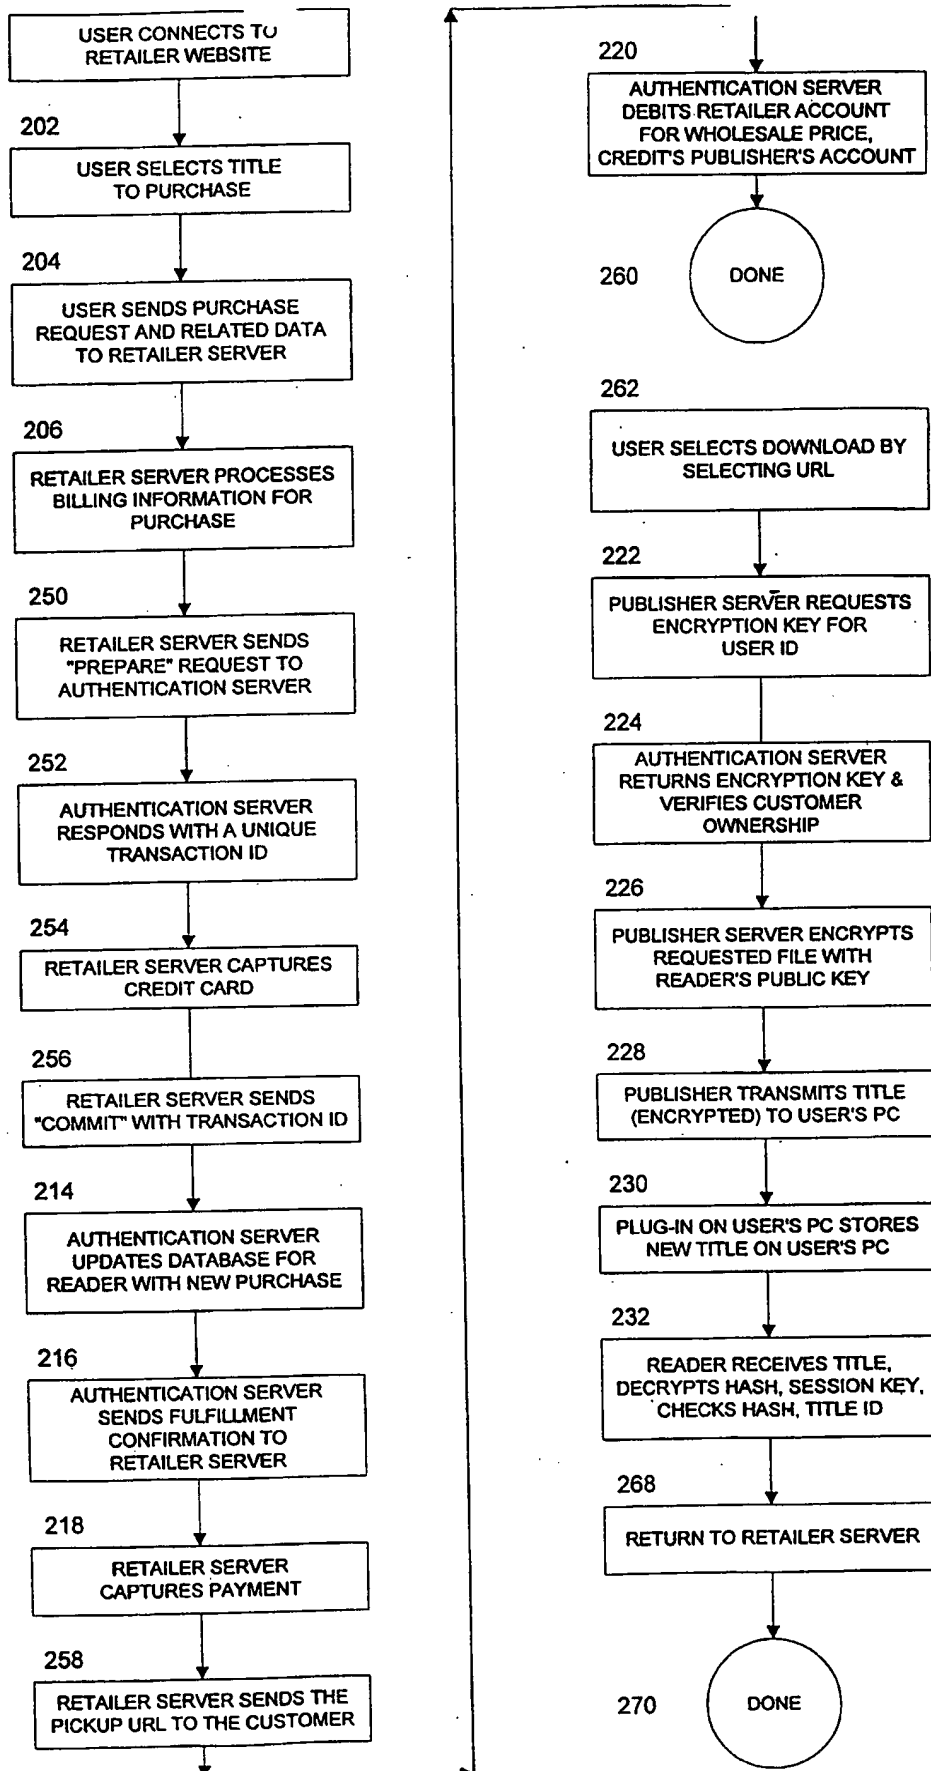 USER CONNECTS TO
RETAILER WEBSITE
202
USER SELECTS TITLE
TO PURCHASE
204
USER SENDS PURCHASE
REQUEST AND RELATED DATA
TO RETAILER SERVER
206
RETAILER SERVER PROCESSES
BILLING INFORMATION FOR
PURCHASE
250
RETAILER SERVER SENDS
"PREPARE" REQUEST TO
AUTHENTICATION SERVER
252
AUTHENTICATION SERVER
RESPONDS WITH A UNIQUE
TRANSACTION ID
254
RETAILER SERVER CAPTURES
CREDIT CARD
256
RETAILER SERVER SENDS
"COMMIT" WITH TRANSACTION ID
214
AUTHENTICATION SERVER
UPDATES DATABASE FOR
READER WITH NEW PURCHASE
216
AUTHENTICATION SERVER
SENDS FULFILLMENT
CONFIRMATION TO
RETAILER SERVER
218
RETAILER SERVER
CAPTURES PAYMENT
258
RETAILER SERVER SENDS THE
PICKUP URL TO THE CUSTOMER
220
AUTHENTICATION SERVER
DEBITS RETAILER ACCOUNT
FOR WHOLESALE PRICE,
CREDIT'S PUBLISHER'S ACCOUNT
260
DONE
262
USER SELECTS DOWNLOAD BY
SELECTING URL
222
PUBLISHER SERVER REQUESTS
ENCRYPTION KEY FOR
USER ID
224
AUTHENTICATION SERVER
RETURNS ENCRYPTION KEY &
VERIFIES CUSTOMER
OWNERSHIP
226
PUBLISHER SERVER ENCRYPTS
REQUESTED FILE WITH
READER'S PUBLIC KEY
228
PUBLISHER TRANSMITS TITLE
(ENCRYPTED) TO USER'S PC
230
PLUG-IN ON USER'S PC STORES
NEW TITLE ON USER'S PC
232
READER RECEIVES TITLE,
DECRYPTS HASH, SESSION KEY,
CHECKS HASH, TITLE ID
268
RETURN TO RETAILER SERVER
270
DONE